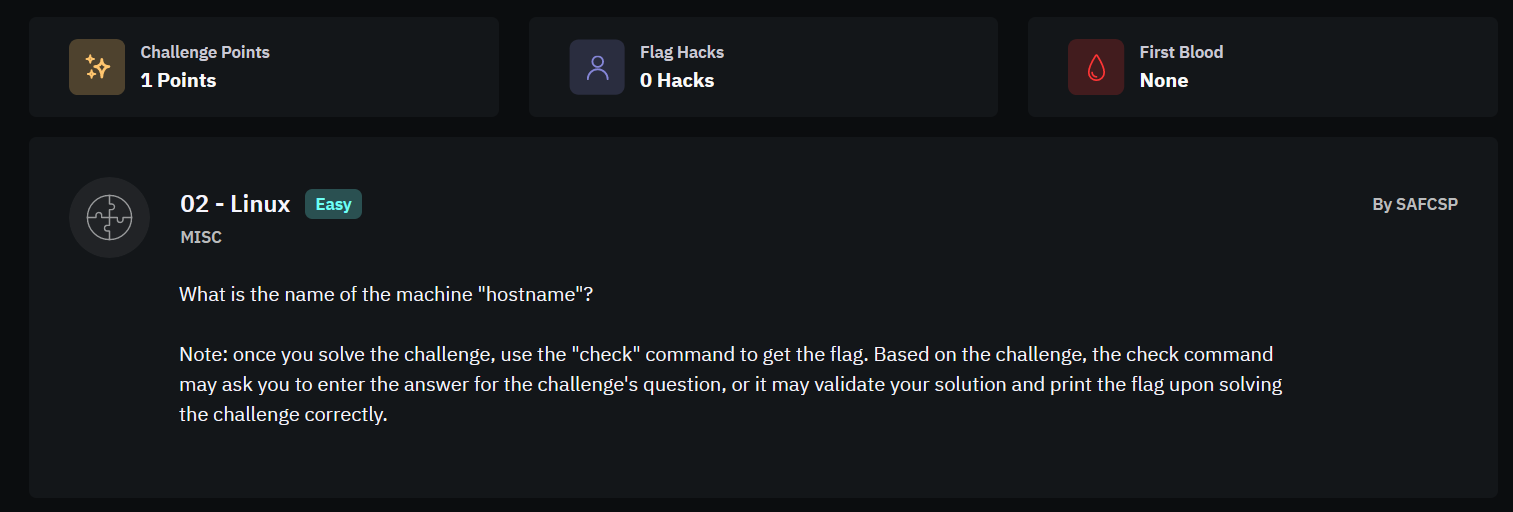 Challenge Points
1 Points
Flag Hacks
0 Hacks
First Blood
None
02 - Linux
Easy
By SAFCSP
MISC
What is the name of the machine "hostname"?
Note: once you solve the challenge, use the "check" command to get the flag. Based on the challenge, the check command
may ask you to enter the answer for the challenge's question, or it may validate your solution and print the flag upon solving
the challenge correctly.